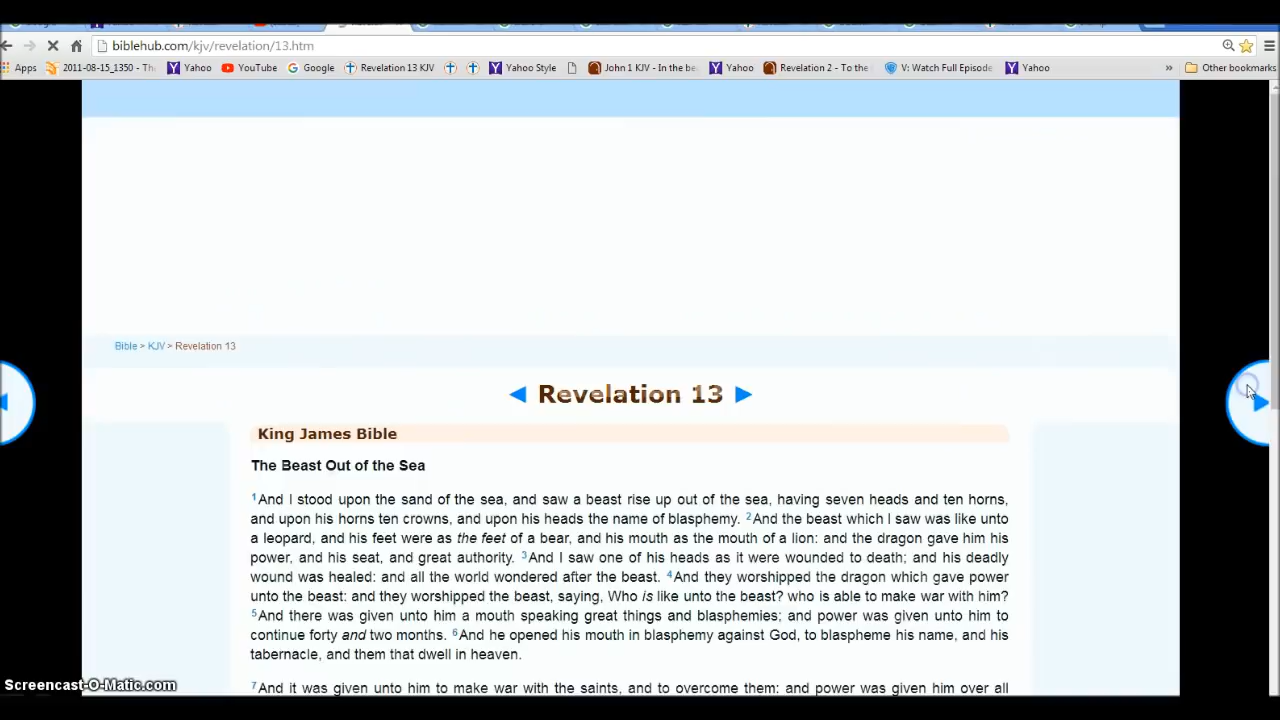 biblehub.com/kjv/revelation/13.htm
Apps 2011-08-15_1350 - Th Yahoo YouTube Google Revelation 13 KJV Yahoo Style John 1 KJV - In the be Yahoo Revelation 2 - To the V: Watch Full Episode Yahoo » Other bookmarks
Bible > KJV > Revelation 13
Revelation 13
King James Bible
The Beast Out of the Sea
1And I stood upon the sand of the sea, and saw a beast rise up out of the sea, having seven heads and ten horns,
and upon his horns ten crowns, and upon his heads the name of blasphemy. 2And the beast which I saw was like unto
a leopard, and his feet were as the feet of a bear, and his mouth as the mouth of a lion: and the dragon gave him his
power, and his seat, and great authority. 3And I saw one of his heads as it were wounded to death; and his deadly
wound was healed: and all the world wondered after the beast. 4And they worshipped the dragon which gave power
unto the beast: and they worshipped the beast, saying, Who is like unto the beast? who is able to make war with him?
5And there was given unto him a mouth speaking great things and blasphemies; and power was given unto him to
continue forty and two months. 6And he opened his mouth in blasphemy against God, to blaspheme his name, and his
tabernacle, and them that dwell in heaven.
7And it was given unto him to make war with the saints, and to overcome them: and power was given him over all
Screencast-O-Matic.com